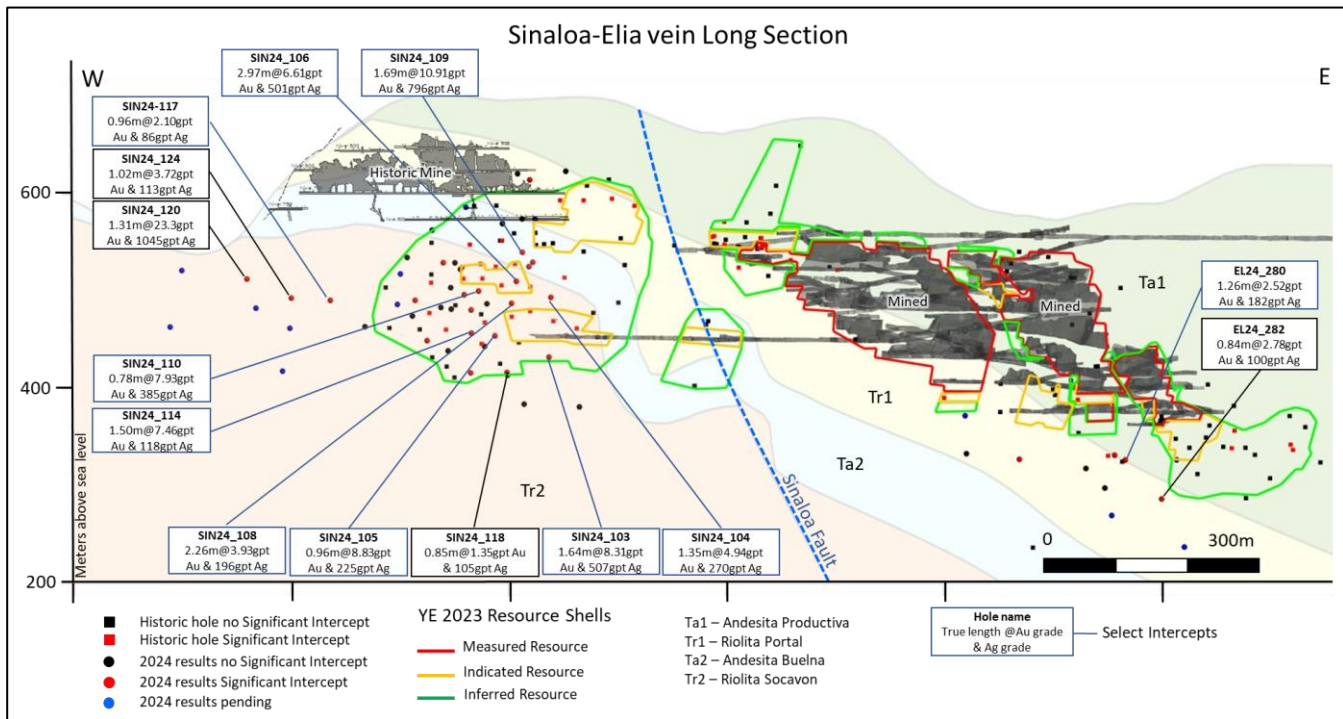 Sinaloa-Elia vein Long Section
W
E
SIN24_106
2.97m@6.61gpt
Au & 501gpt Ag
SIN24_109
1.69m@10.91gpt
Au & 796gpt Ag
SIN24-117
0.96m@2.10gpt
Au & 86gpt Ag
SIN24_124
1.02m@3.72gpt
Au & 113gpt Ag
SIN24_120
1.31m@23.3gpt
Au & 1045gpt Ag
Historic Mine
600
400
200
Meters above sea level
Mined
Mined
Ta1
EL24_280
1.26m@2.52gpt
Au & 182gpt Ag
EL24_282
0.84m@2.78gpt
Au & 100gpt Ag
SIN24_110
0.78m@7.93gpt
Au & 385gpt Ag
SIN24_114
1.50m@7.46gpt
Au & 118gpt Ag
Tr1
Ta2
Tr2
Sinaloa Fault
SIN24_108
2.26m@3.93gpt
Au & 196gpt Ag
SIN24_105
0.96m@8.83gpt
Au & 225gpt Ag
SIN24_118
0.85m@1.35gpt Au
& 105gpt Ag
SIN24_103
1.64m@8.31gpt
Au & 507gpt Ag
SIN24_104
1.35m@4.94gpt
Au & 270gpt Ag
0
300m
Historic hole no Significant Intercept
Historic hole Significant Intercept
2024 results no Significant Intercept
2024 results Significant Intercept
2024 results pending
YE 2023 Resource Shells
Measured Resource
Indicated Resource
Inferred Resource
Ta1 – Andesita Productiva
Tr1 – Riolita Portal
Ta2 – Andesita Buelna
Tr2 – Riolita Socavon
Hole name
True length @Au grade
& Ag grade
Select Intercepts